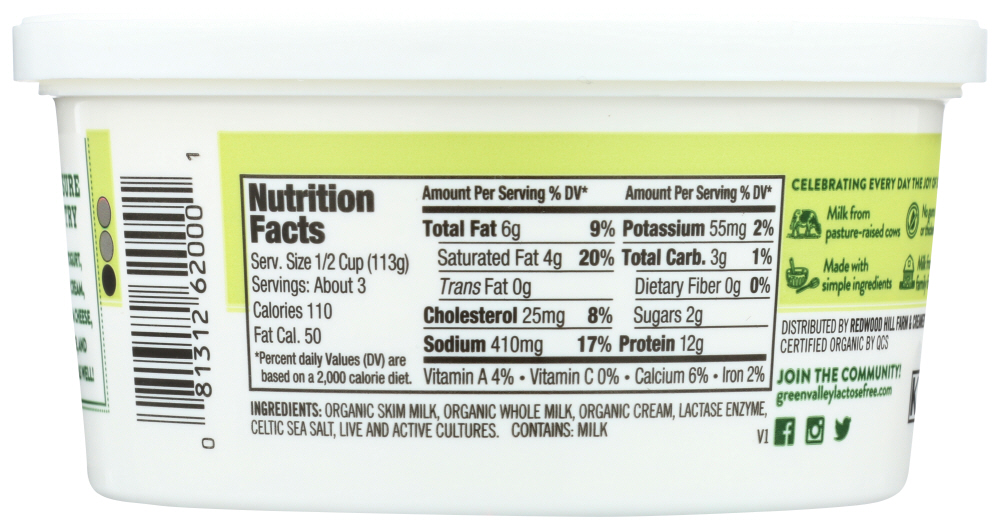 TRY
CHEESE,
WELL!
0 81312 62000 1
Nutrition
Facts
Serv. Size 1/2 Cup (113g)
Servings: About 3
Calories 110
Fat Cal. 50
*Percent daily Values (DV) are
based on a 2,000 calorie diet.
Amount Per Serving % DV*
Total Fat 6g 9%
Saturated Fat 4g 20%
Trans Fat 0g
Cholesterol 25mg 8%
Sodium 410mg 17%
Amount Per Serving % DV*
Potassium 55mg 2%
Total Carb. 3g 1%
Dietary Fiber 0g 0%
Sugars 2g
Protein 12g
Vitamin A 4% • Vitamin C 0% • Calcium 6% • Iron 2%
INGREDIENTS: ORGANIC SKIM MILK, ORGANIC WHOLE MILK, ORGANIC CREAM, LACTASE ENZYME,
CELTIC SEA SALT, LIVE AND ACTIVE CULTURES. CONTAINS: MILK
V1
CELEBRATING EVERY DAY THE JOY
Milk from
pasture-raised cows
Made with
simple ingredients
DISTRIBUTED BY REDWOOD HILL FARM &
CERTIFIED ORGANIC BY QCS
JOIN THE COMMUNITY!
greenvalleylactosefree.com
K